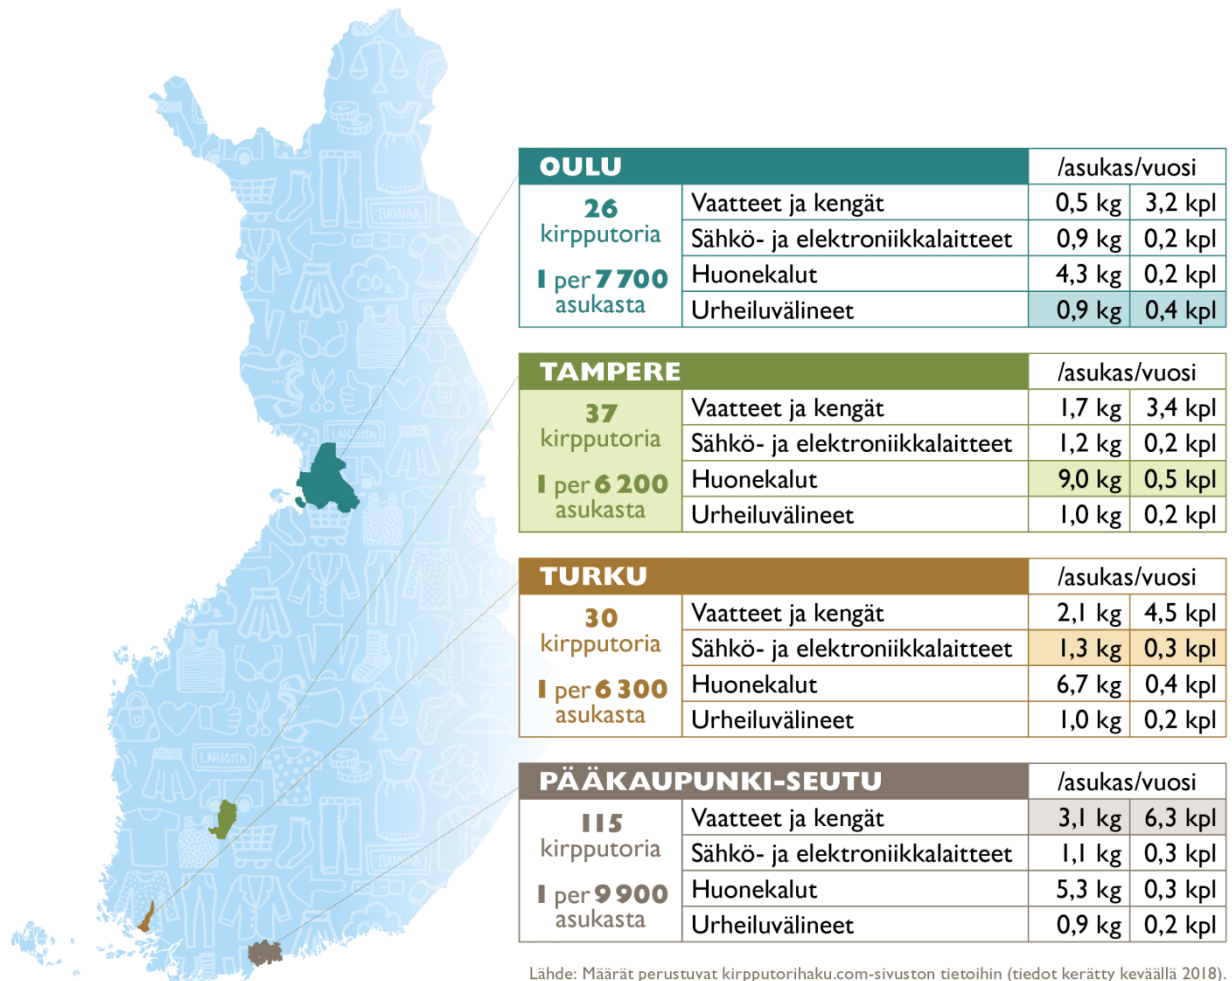 OULU /asukas/vuosi
26 kirpputoria
1 per 7 700 asukasta
Vaatteet ja kengät 0,5 kg 3,2 kpl
Sähkö- ja elektroniikkalaitteet 0,9 kg 0,2 kpl
Huonekalut 4,3 kg 0,2 kpl
Urheiluvälineet 0,9 kg 0,4 kpl
TAMPERE /asukas/vuosi
37 kirpputoria
1 per 6 200 asukasta
Vaatteet ja kengät 1,7 kg 3,4 kpl
Sähkö- ja elektroniikkalaitteet 1,2 kg 0,2 kpl
Huonekalut 9,0 kg 0,5 kpl
Urheiluvälineet 1,0 kg 0,2 kpl
TURKU /asukas/vuosi
30 kirpputoria
1 per 6 300 asukasta
Vaatteet ja kengät 2,1 kg 4,5 kpl
Sähkö- ja elektroniikkalaitteet 1,3 kg 0,3 kpl
Huonekalut 6,7 kg 0,4 kpl
Urheiluvälineet 1,0 kg 0,2 kpl
PÄÄKAUPUNKI-SEUTU /asukas/vuosi
115 kirpputoria
1 per 9 900 asukasta
Vaatteet ja kengät 3,1 kg 6,3 kpl
Sähkö- ja elektroniikkalaitteet 1,1 kg 0,3 kpl
Huonekalut 5,3 kg 0,3 kpl
Urheiluvälineet 0,9 kg 0,2 kpl
Lähde: Määrät perustuvat kirpputorihaku.com-sivuston tietoihin (tiedot kerätty keväällä 2018).
TUUNAA
CO2
LAHJOITA
CO2
LAHJOITA
TUUNAA